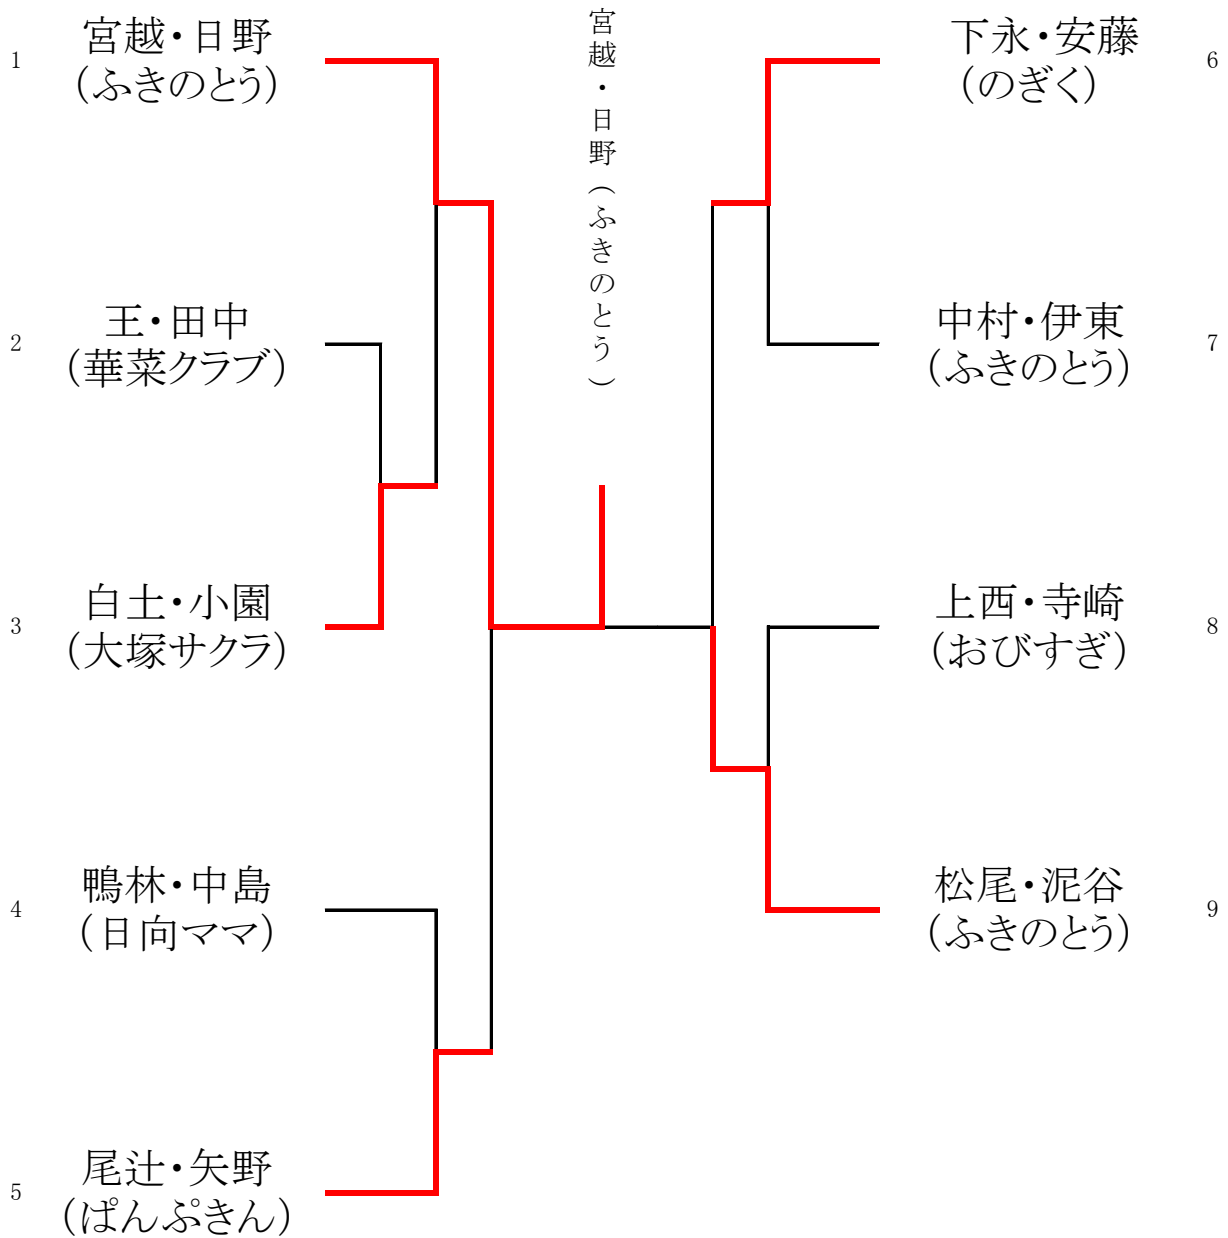 1
宮越・日野
(ふきのとう)
2
王・田中
(華菜クラブ)
3
白土・小園
(大塚サクラ)
4
鴨林・中島
(日向ママ)
5
尾辻・矢野
(ぱんぷきん)
宮越・日野(ふきのとう)
下永・安藤
(のぎく)
6
中村・伊東
(ふきのとう)
7
上西・寺崎
(おびすぎ)
8
松尾・泥谷
(ふきのとう)
9